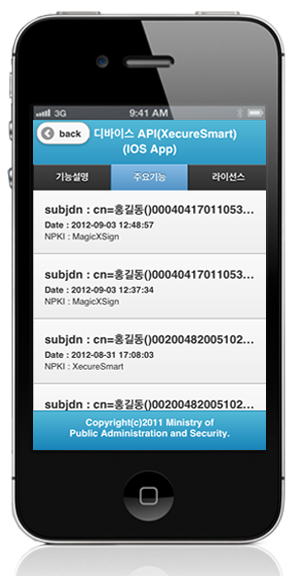 3G 9:41 AM
back 디바이스 API(XecureSmart)
(IOS App)
기능설명 주요기능 라이선스
subjdn : cn=홍길동()00040417011053...
Date : 2012-09-03 12:48:57
NPKI : MagicXSign
subjdn : cn=홍길동()00040417011053...
Date : 2012-09-03 12:37:34
NPKI : MagicXSign
subjdn : cn=홍길동()00200482005102...
Date : 2012-08-31 17:08:03
NPKI : XecureSmart
subjdn : cn=홍길동()00200482005102...
Copyright(c)2011 Ministry of
Public Administration and Security.